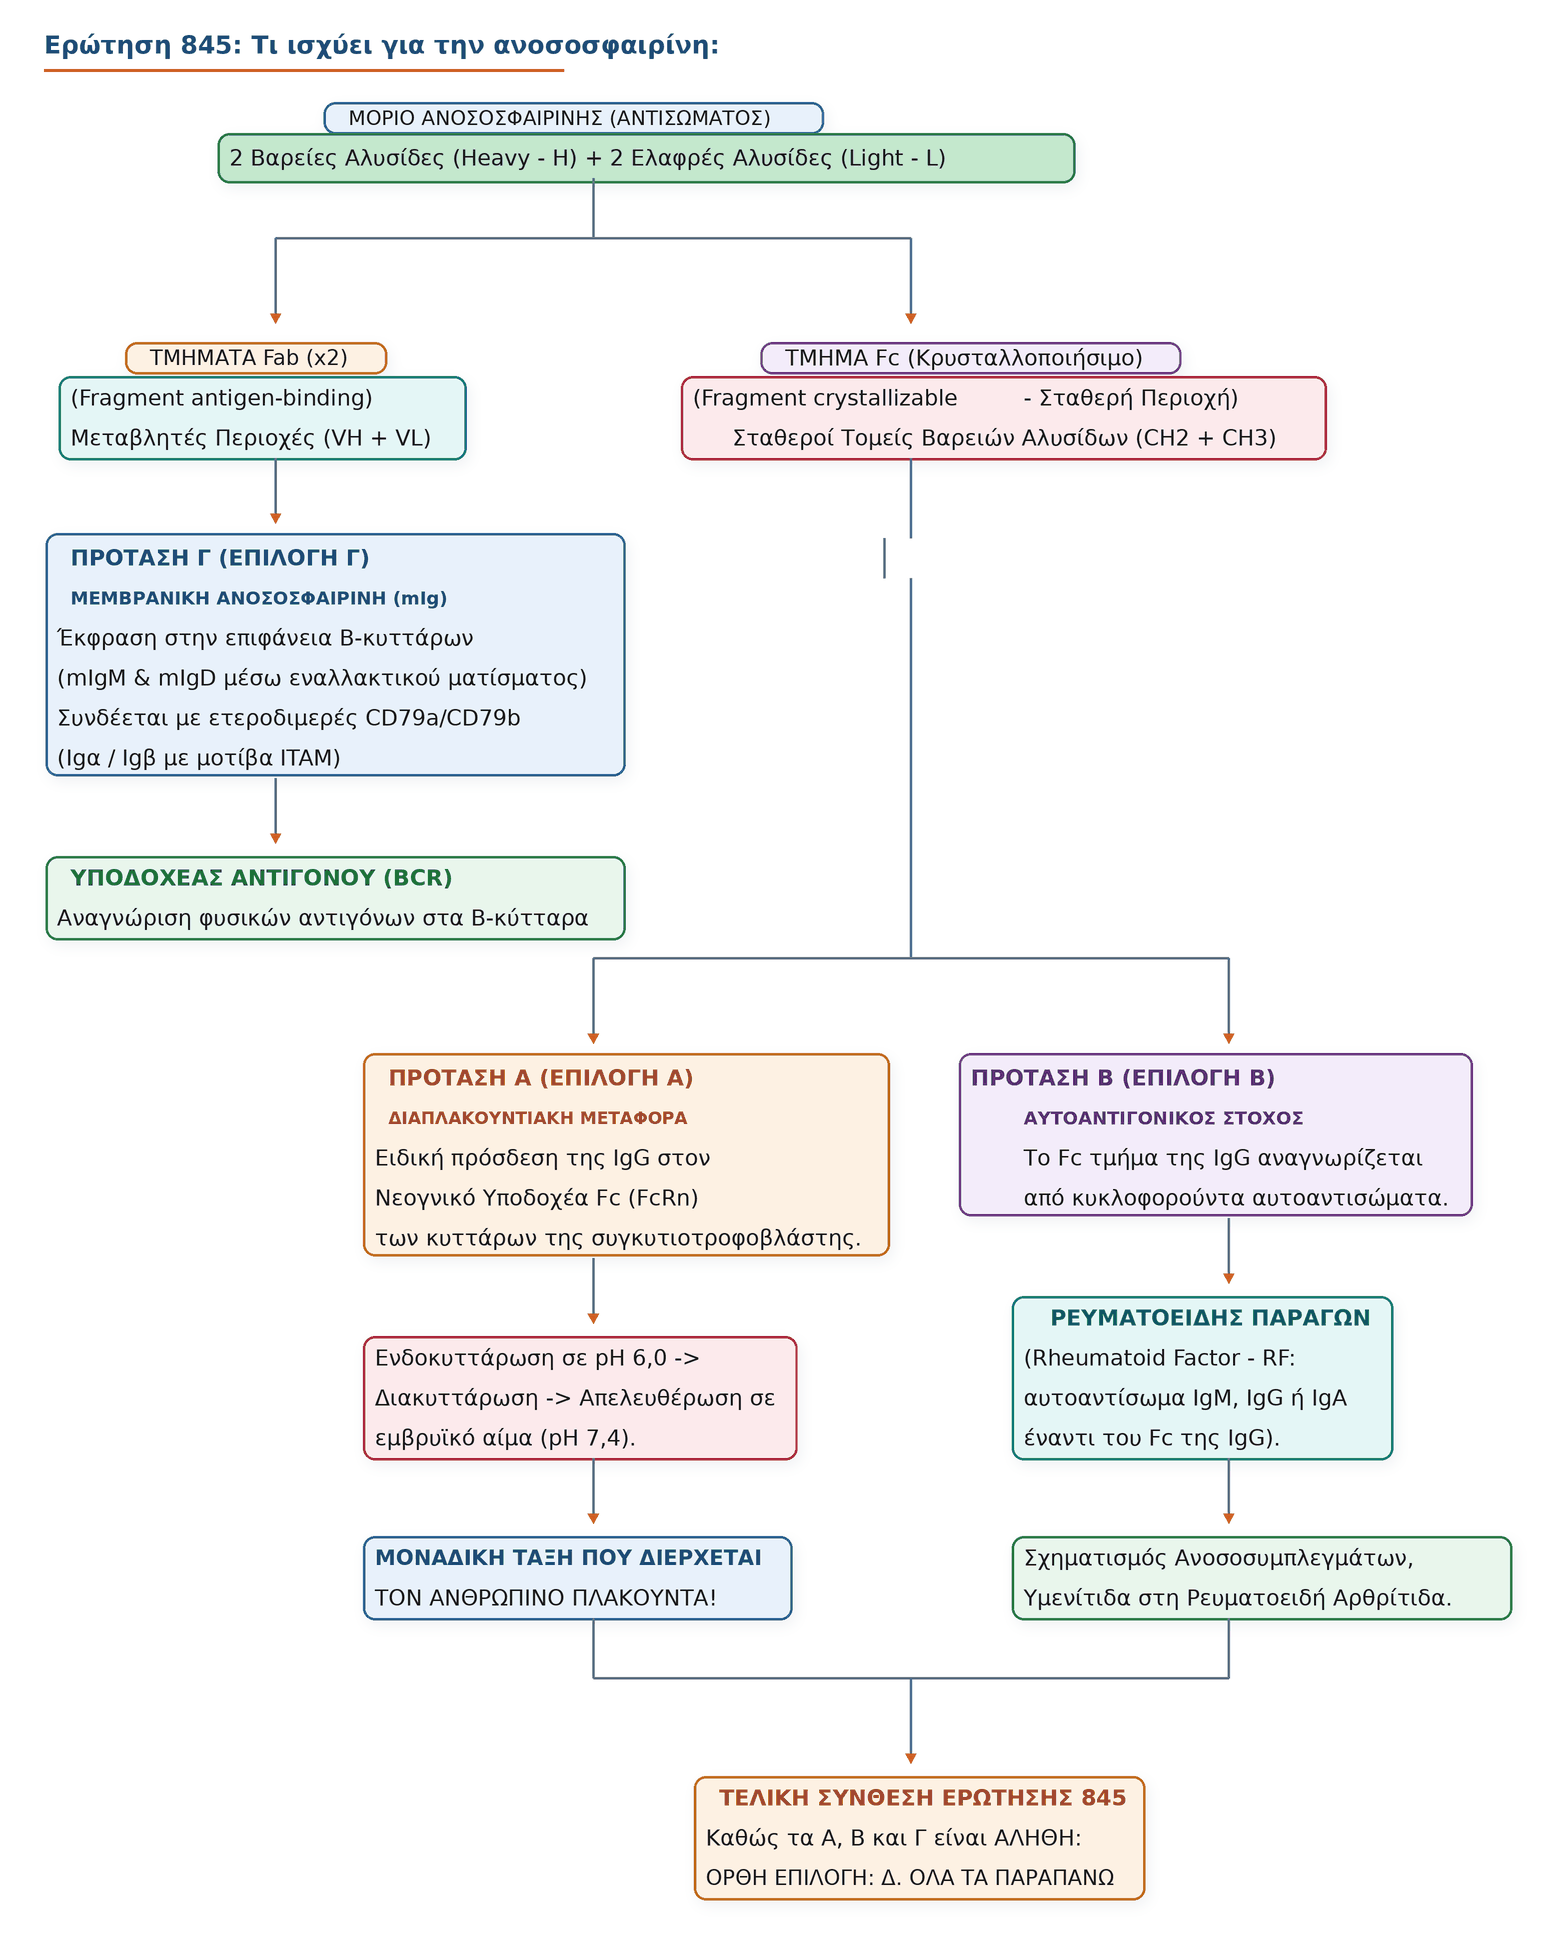 Ερώτηση 845: Τι ισχύει για την ανοσοσφαιρίνη:
ΜΟΡΙΟ ΑΝΟΣΟΣΦΑΙΡΙΝΗΣ (ΑΝΤΙΣΩΜΑΤΟΣ)
2 Βαρείες Αλυσίδες (Heavy - H) + 2 Ελαφρές Αλυσίδες (Light - L)
ΤΜΗΜΑΤΑ Fab (x2)
(Fragment antigen-binding)
Μεταβλητές Περιοχές (VH + VL)
ΤΜΗΜΑ Fc (Κρυσταλλοποιήσιμο)
(Fragment crystallizable - Σταθερή Περιοχή)
Σταθεροί Τομείς Βαρειών Αλυσίδων (CH2 + CH3)
ΠΡΟΤΑΣΗ Γ (ΕΠΙΛΟΓΗ Γ)
ΜΕΜΒΡΑΝΙΚΗ ΑΝΟΣΟΣΦΑΙΡΙΝΗ (mIg)
Έκφραση στην επιφάνεια Β-κυττάρων
(mIgM & mIgD μέσω εναλλακτικού ματίσματος)
Συνδέεται με ετεροδιμερές CD79a/CD79b
(Igα / Igβ με μοτίβα ITAM)
ΥΠΟΔΟΧΕΑΣ ΑΝΤΙΓΟΝΟΥ (BCR)
Αναγνώριση φυσικών αντιγόνων στα Β-κύτταρα
ΠΡΟΤΑΣΗ Α (ΕΠΙΛΟΓΗ Α)
ΔΙΑΠΛΑΚΟΥΝΤΙΑΚΗ ΜΕΤΑΦΟΡΑ
Ειδική πρόσδεση της IgG στον
Νεογνικό Υποδοχέα Fc (FcRn)
των κυττάρων της συγκυτιοτροφοβλάστης.
ΠΡΟΤΑΣΗ Β (ΕΠΙΛΟΓΗ Β)
ΑΥΤΟΑΝΤΙΓΟΝΙΚΟΣ ΣΤΟΧΟΣ
Το Fc τμήμα της IgG αναγνωρίζεται
από κυκλοφορούντα αυτοαντισώματα.
Ενδοκυττάρωση σε pH 6,0 ->
Διακυττάρωση -> Απελευθέρωση σε
εμβρυϊκό αίμα (pH 7,4).
ΡΕΥΜΑΤΟΕΙΔΗΣ ΠΑΡΑΓΩΝ
(Rheumatoid Factor - RF:
αυτοαντίσωμα IgM, IgG ή IgA
έναντι του Fc της IgG).
ΜΟΝΑΔΙΚΗ ΤΑΞΗ ΠΟΥ ΔΙΕΡΧΕΤΑΙ
ΤΟΝ ΑΝΘΡΩΠΙΝΟ ΠΛΑΚΟΥΝΤΑ!
Σχηματισμός Ανοσοσυμπλεγμάτων,
Υμενίτιδα στη Ρευματοειδή Αρθρίτιδα.
ΤΕΛΙΚΗ ΣΥΝΘΕΣΗ ΕΡΩΤΗΣΗΣ 845
Καθώς τα Α, Β και Γ είναι ΑΛΗΘΗ:
ΟΡΘΗ ΕΠΙΛΟΓΗ: Δ. ΟΛΑ ΤΑ ΠΑΡΑΠΑΝΩ